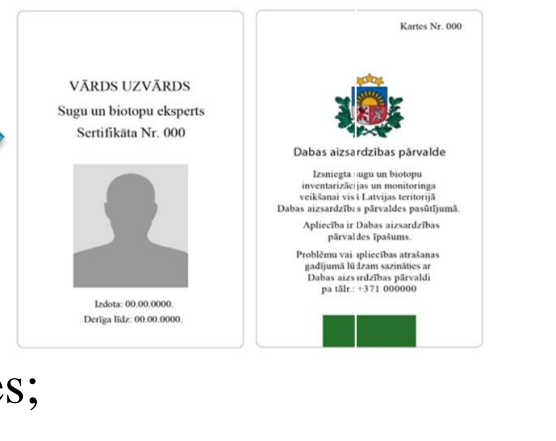 VĀRDS UZVĀRDS
Sugu un biotopu eksperts
Sertifikāta Nr. 000
Izdota: 00.00.0000.
Derīga līdz: 00.00.0000.
Kartes Nr. 000
Dabas aizsardzības pārvalde
Izsniegta sugu un biotopu
inventarizācijas un monitoringa
veikšanai visi Latvijas teritorijā
Dabas aizsardzības pārvaldes pasūtījumā.
Apliecība ir Dabas aizsardzības
pārvaldes īpašums.
Problēmu vai apliecības atrašanas
gadījumā lūdzam sazināties ar
Dabas aizsardzības pārvaldi
pa tālr.: +371 000000
es;